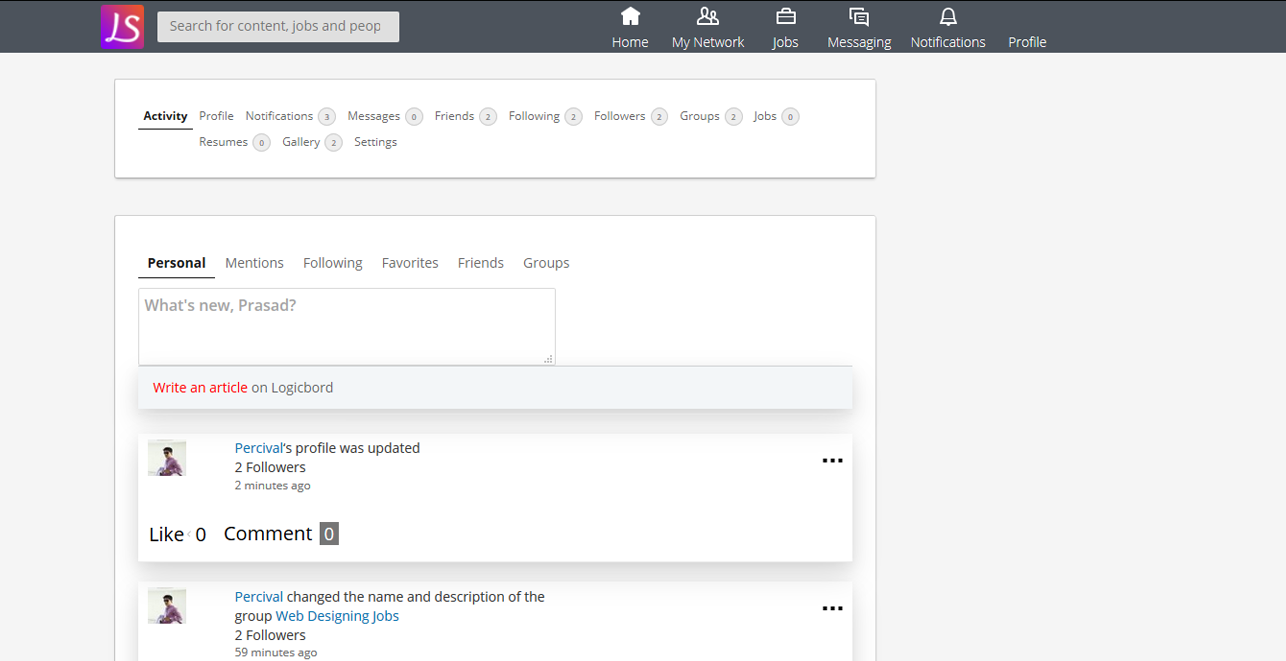 LS
Search for content, jobs and peop
Home My Network Jobs Messaging Notifications Profile
Activity Profile Notifications 3 Messages 0 Friends 2 Following 2 Followers 2 Groups 2 Jobs 0
Resumes 0 Gallery 2 Settings
Personal Mentions Following Favorites Friends Groups
What's new, Prasad?
Write an article on Logicbord
Percival's profile was updated
2 Followers
2 minutes ago
Like 0 Comment 0
Percival changed the name and description of the
group Web Designing Jobs
2 Followers
59 minutes ago